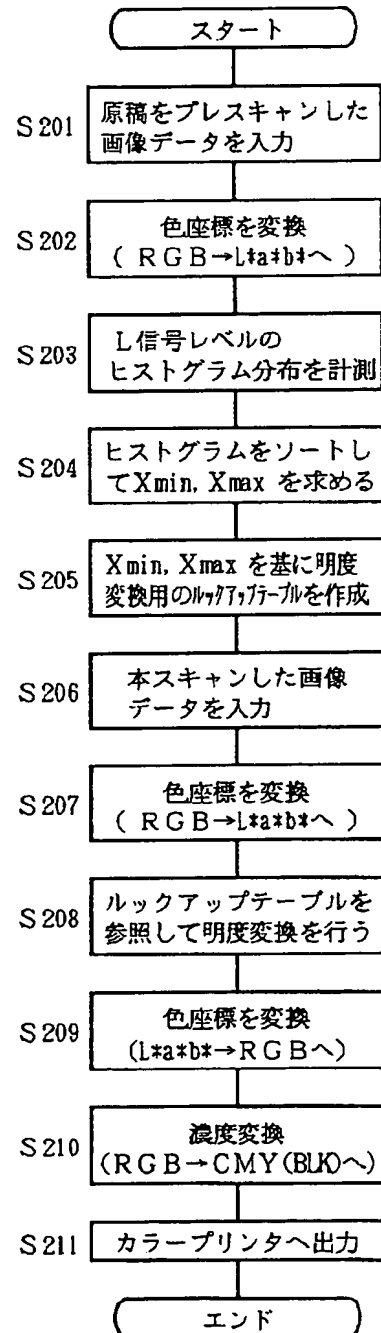 スタート
S201
原稿をプレスキャンした
画像データを入力
S202
色座標を変換
( RGB→L*a*b*へ )
S203
L信号レベルの
ヒストグラム分布を計測
S204
ヒストグラムをソートし
てXmin, Xmax を求める
S205
Xmin, Xmax を基に明度
変換用のルックアップテーブルを作成
S206
本スキャンした画像
データを入力
S207
色座標を変換
( RGB→L*a*b*へ )
S208
ルックアップテーブルを
参照して明度変換を行う
S209
色座標を変換
(L*a*b*→RGBへ)
S210
濃度変換
(RGB→CMY(BLK)へ)
S211
カラープリンタへ出力
エンド